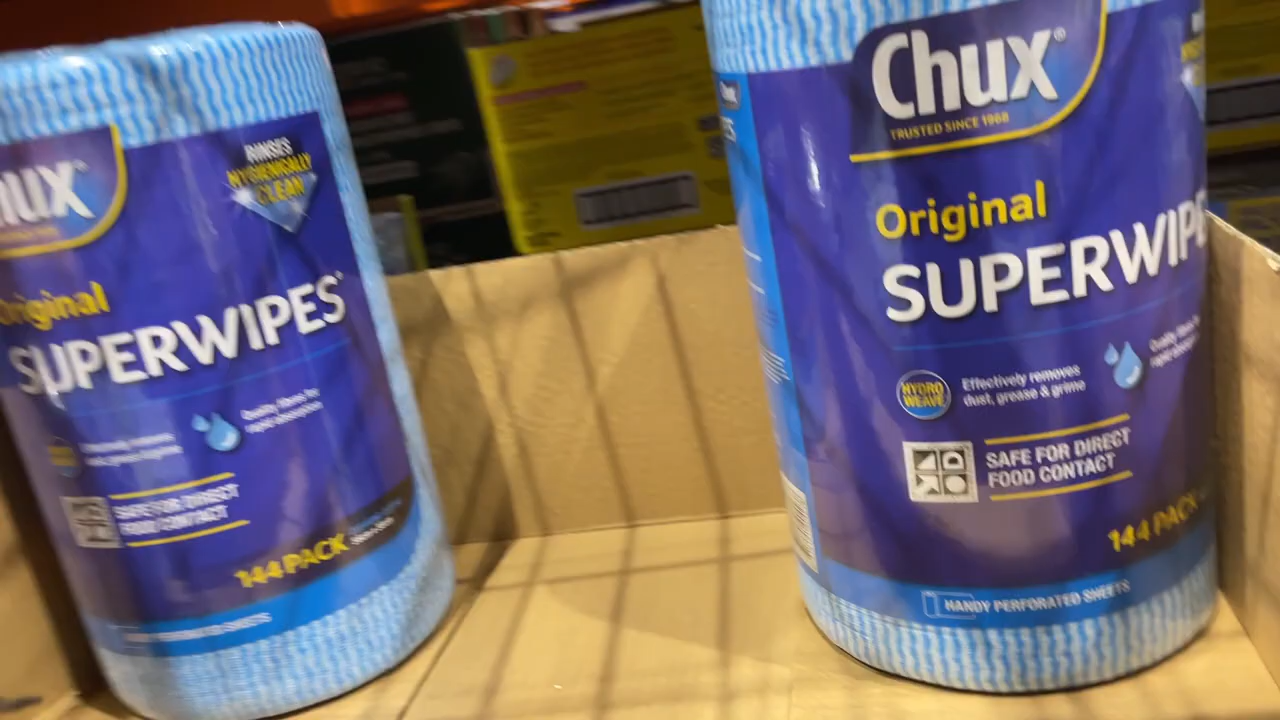 Chux®
TRUSTED SINCE 1968
Original
SUPERWIPE
HYDRO
WEAVE
Effectively removes
dust, grease & grime
SAFE FOR DIRECT
FOOD CONTACT
144 PACK
HANDY PERFORATED SHEETS
hux®
RINSES
HYGIENICALLY
CLEAN
Original
SUPERWIPES®
SAFE FOR DIRECT
FOOD CONTACT
144 PACK